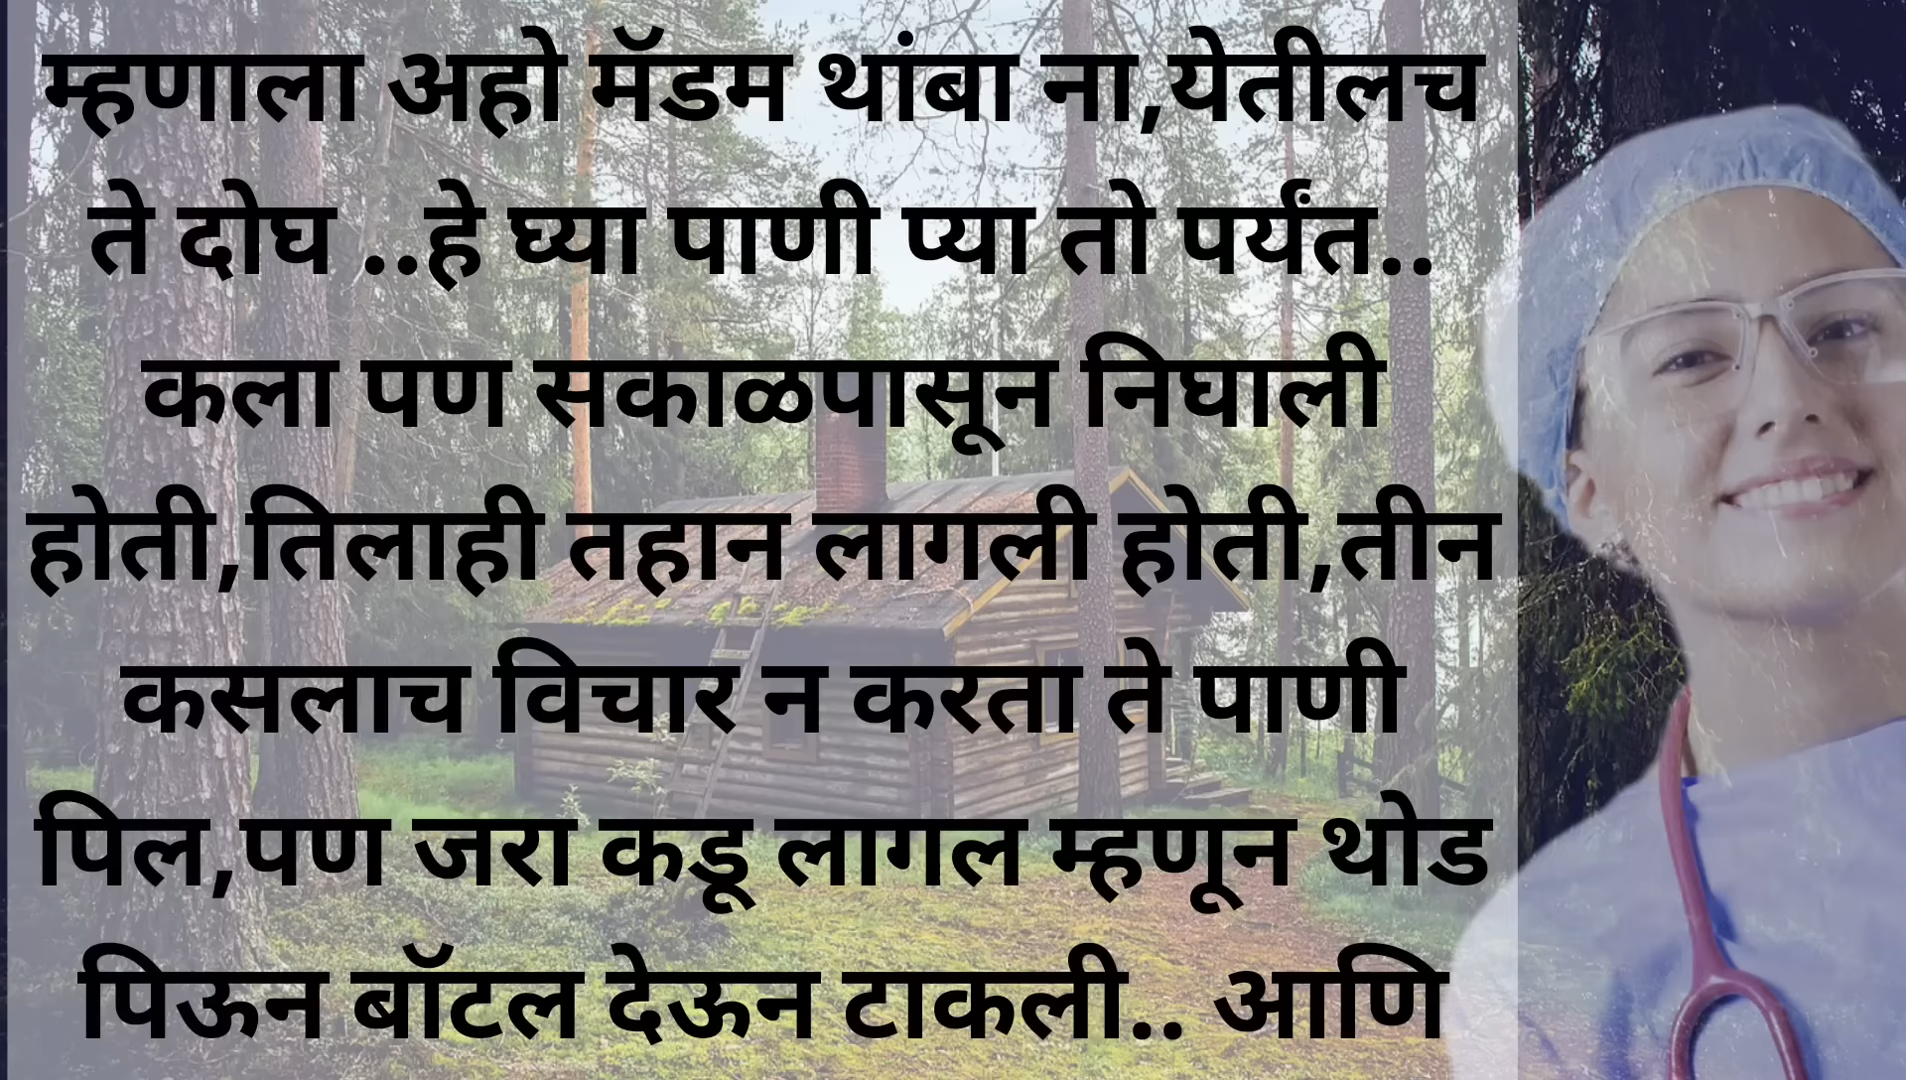 म्हणाला अहो मॅडम थांबा ना,येतीलच
ते दोघ ..हे घ्या पाणी प्या तो पर्यंत..
कला पण सकाळपासून निघाली
होती,तिलाही तहान लागली होती,तीन
कसलाच विचार न करता ते पाणी
पिल,पण जरा कडू लागल म्हणून थोड
पिऊन बॉटल देऊन टाकली.. आणि